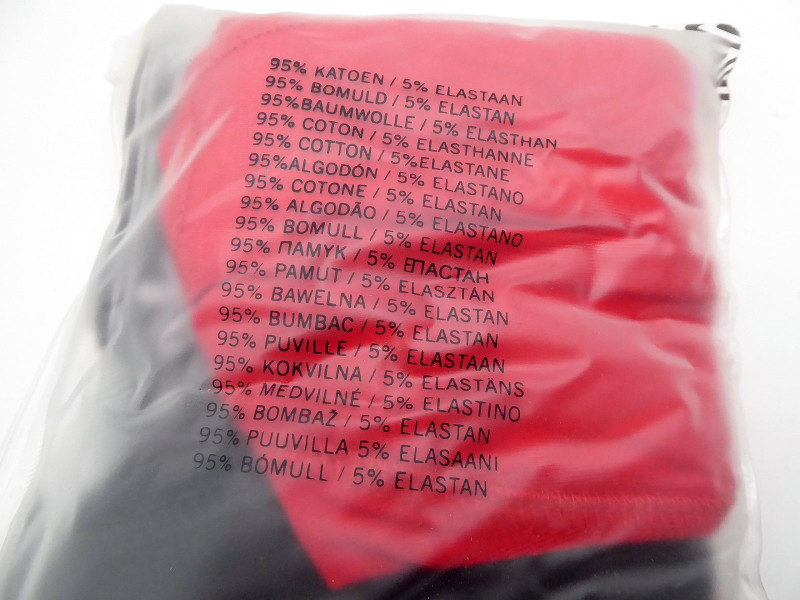 95% KATOEN / 5% ELASTAAN
95% BOMULD / 5% ELASTAN
95%BAUMWOLLE / 5% ELASTHAN
95% COTON / 5% ELASTHANNE
95% COTTON / 5%ELASTANE
95%ALGODÓN / 5% ELASTANO
95% COTONE / 5% ELASTAN
95% ALGODÃO / 5% ELASTANO
95% BOMULL / 5% ELASTAN
95% ПАМУК / 5% ЕПАСТАН
95% PAMUT / 5% ELASZTÁN
95% BAWELNA / 5% ELASTAN
95% BUMBAC / 5% ELASTAN
95% PUVILLE / 5% ELASTAAN
95% KOKVILNA / 5% ELASTĀNS
95% MEDVILNÉ / 5% ELASTINO
95% BOMBAŽ / 5% ELASTAN
95% PUUVILLA 5% ELASAANI
95% BÓMULL / 5% ELASTAN